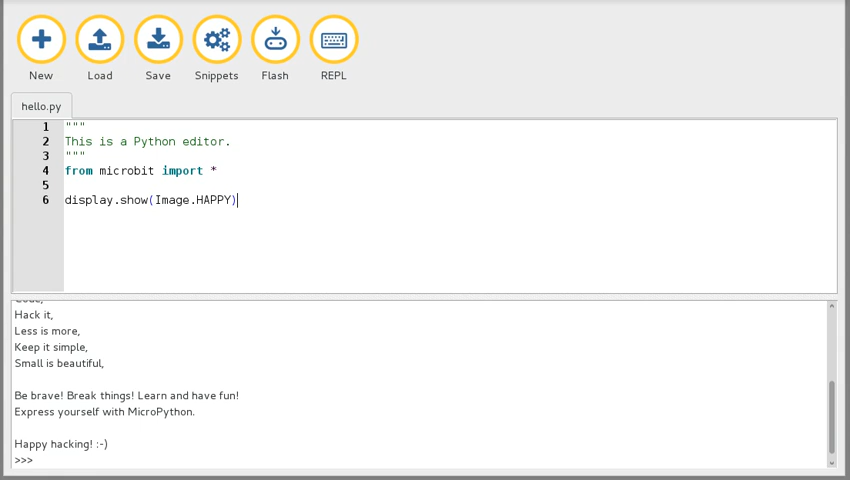 New Load Save Snippets Flash REPL
hello.py
1 """
2 This is a Python editor.
3 """
4 from microbit import *
5
6 display.show(Image.HAPPY)
Code,
Hack it,
Less is more,
Keep it simple,
Small is beautiful,
Be brave! Break things! Learn and have fun!
Express yourself with MicroPython.
Happy hacking! :-)
>>>